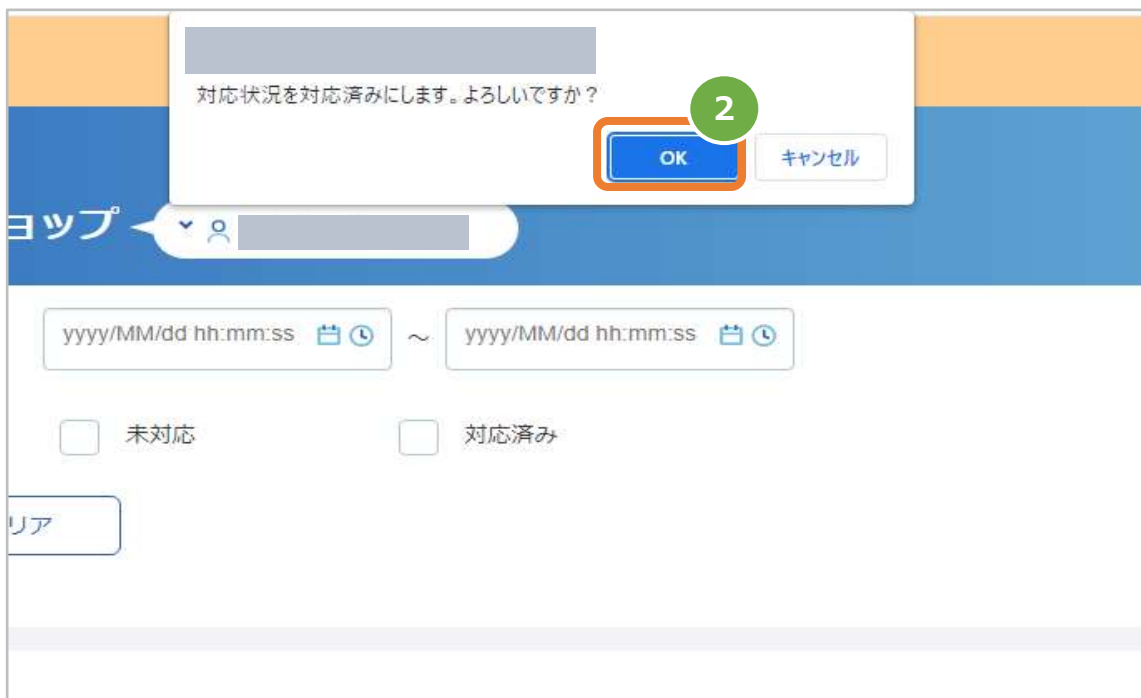 対応状況を対応済みにします。よろしいですか？
2
OK キャンセル
ョップ
yyyy/MM/dd hh:mm:ss ～ yyyy/MM/dd hh:mm:ss
未対応 対応済み
リア